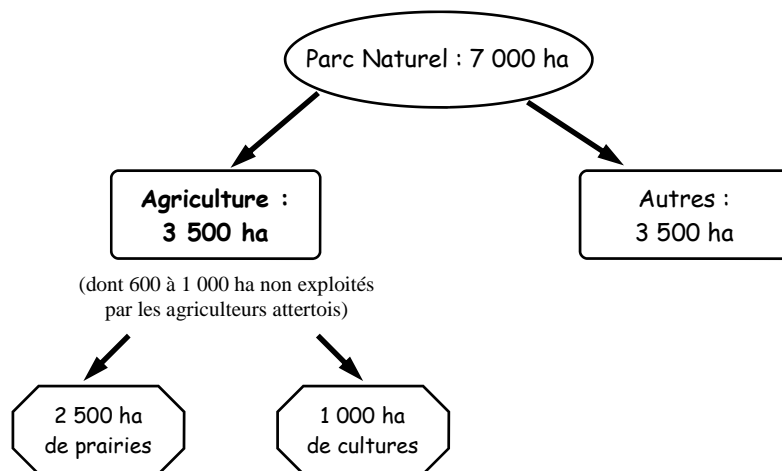 Parc Naturel : 7 000 ha
Agriculture :
3 500 ha
Autres :
3 500 ha
(dont 600 à 1 000 ha non exploités
par les agriculteurs attertois)
2 500 ha
de prairies
1 000 ha
de cultures